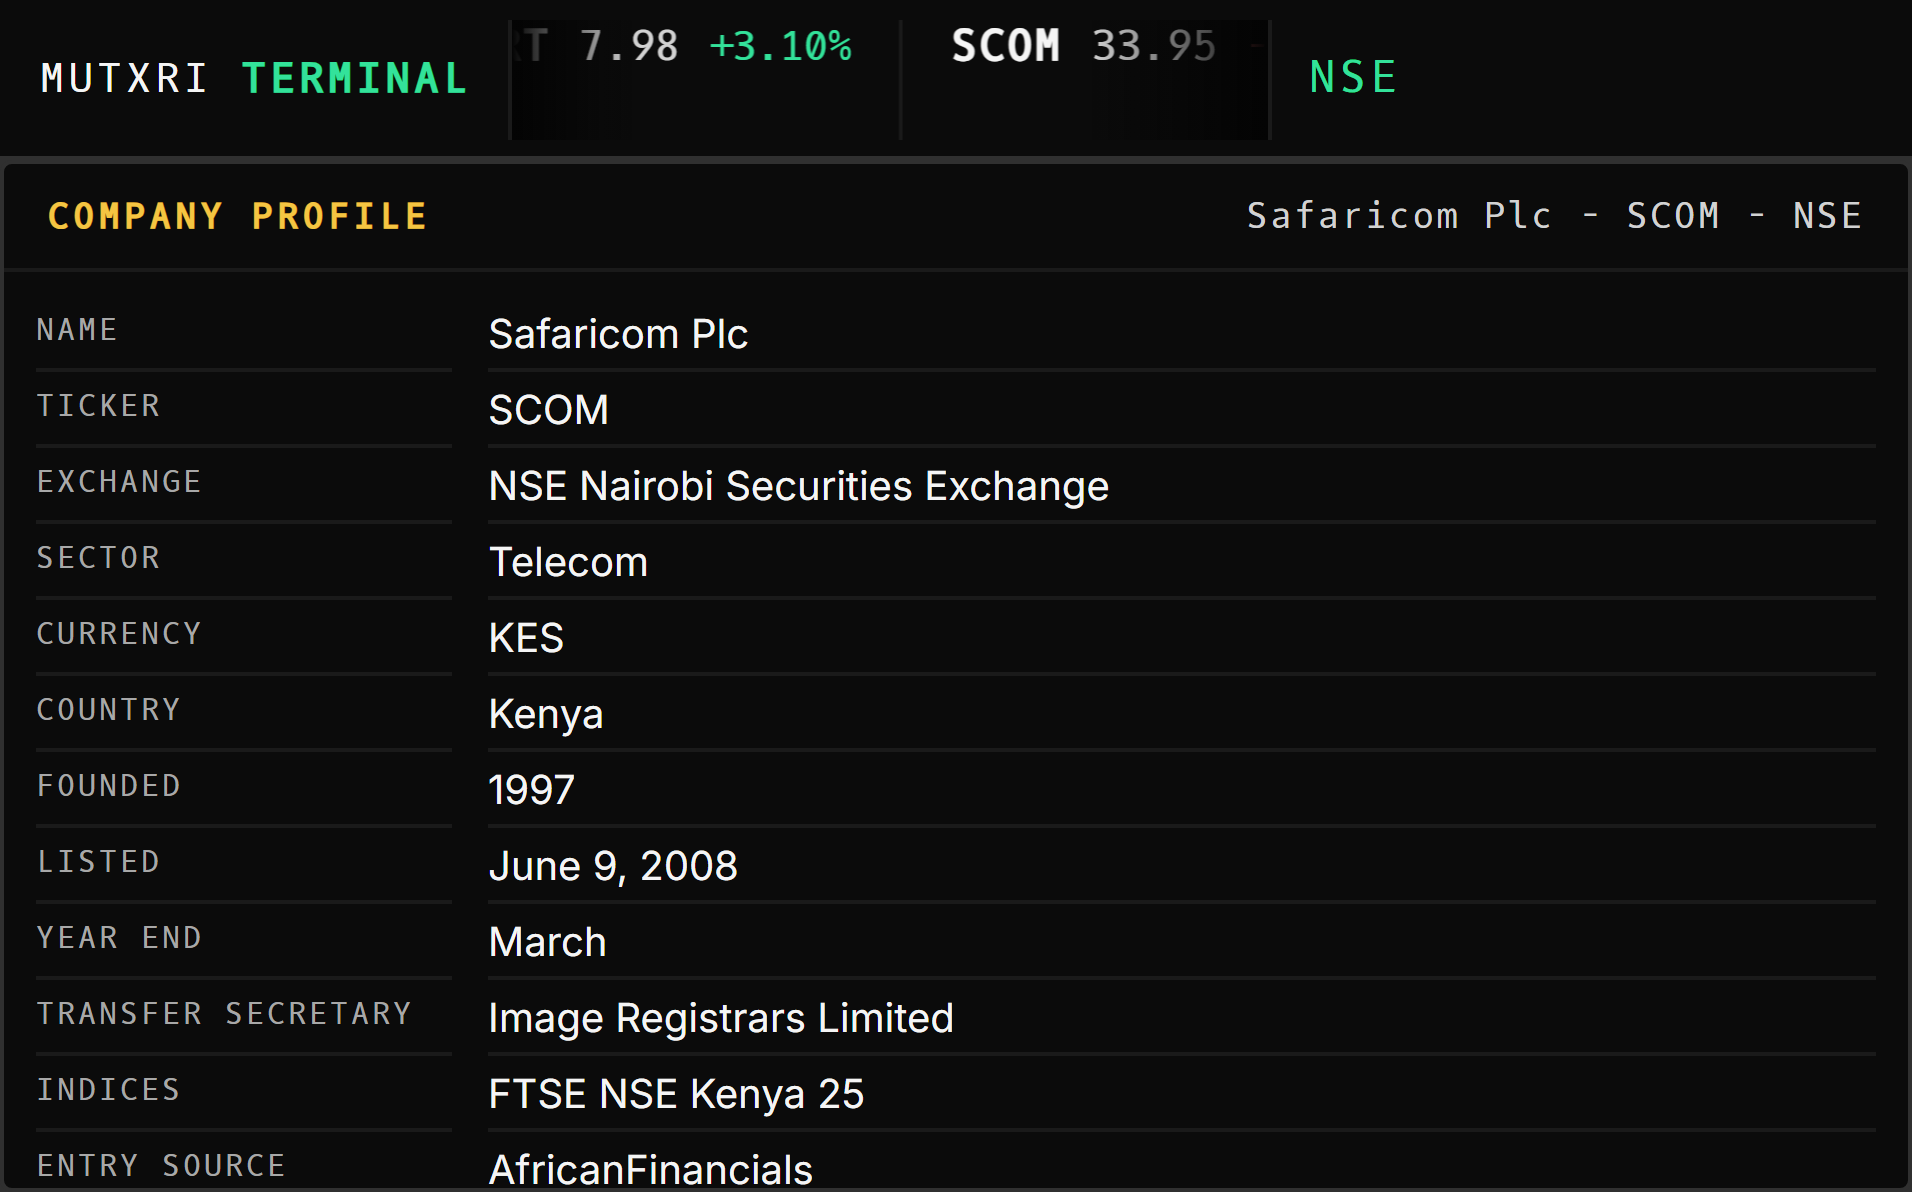 MUTXRI TERMINAL
7.98 +3.10%
SCOM 33.95
NSE
COMPANY PROFILE
Safaricom Plc - SCOM - NSE
NAME Safaricom Plc
TICKER SCOM
EXCHANGE NSE Nairobi Securities Exchange
SECTOR Telecom
CURRENCY KES
COUNTRY Kenya
FOUNDED 1997
LISTED June 9, 2008
YEAR END March
TRANSFER SECRETARY Image Registrars Limited
INDICES FTSE NSE Kenya 25
ENTRY SOURCE AfricanFinancials